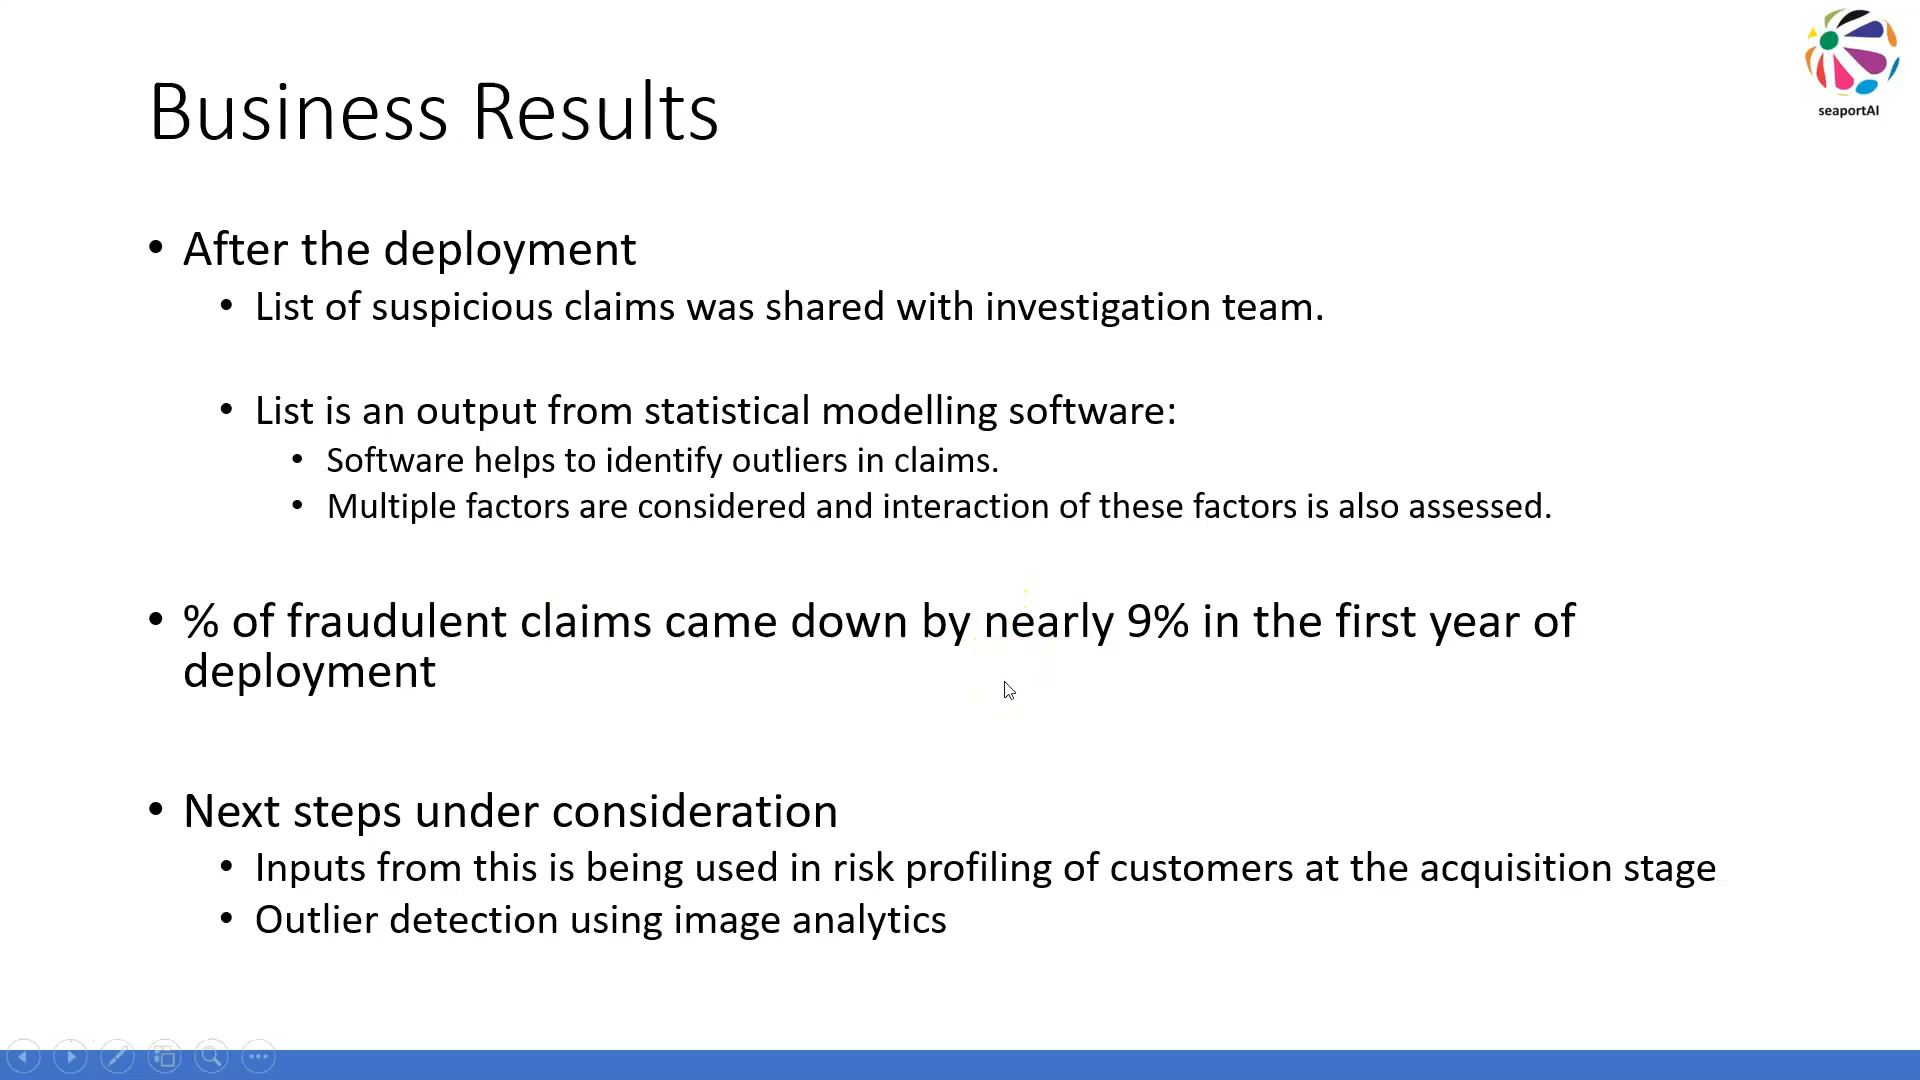 seaportAI
Business Results
• After the deployment
• List of suspicious claims was shared with investigation team.
• List is an output from statistical modelling software:
• Software helps to identify outliers in claims.
• Multiple factors are considered and interaction of these factors is also assessed.
• % of fraudulent claims came down by nearly 9% in the first year of
deployment
• Next steps under consideration
• Inputs from this is being used in risk profiling of customers at the acquisition stage
• Outlier detection using image analytics